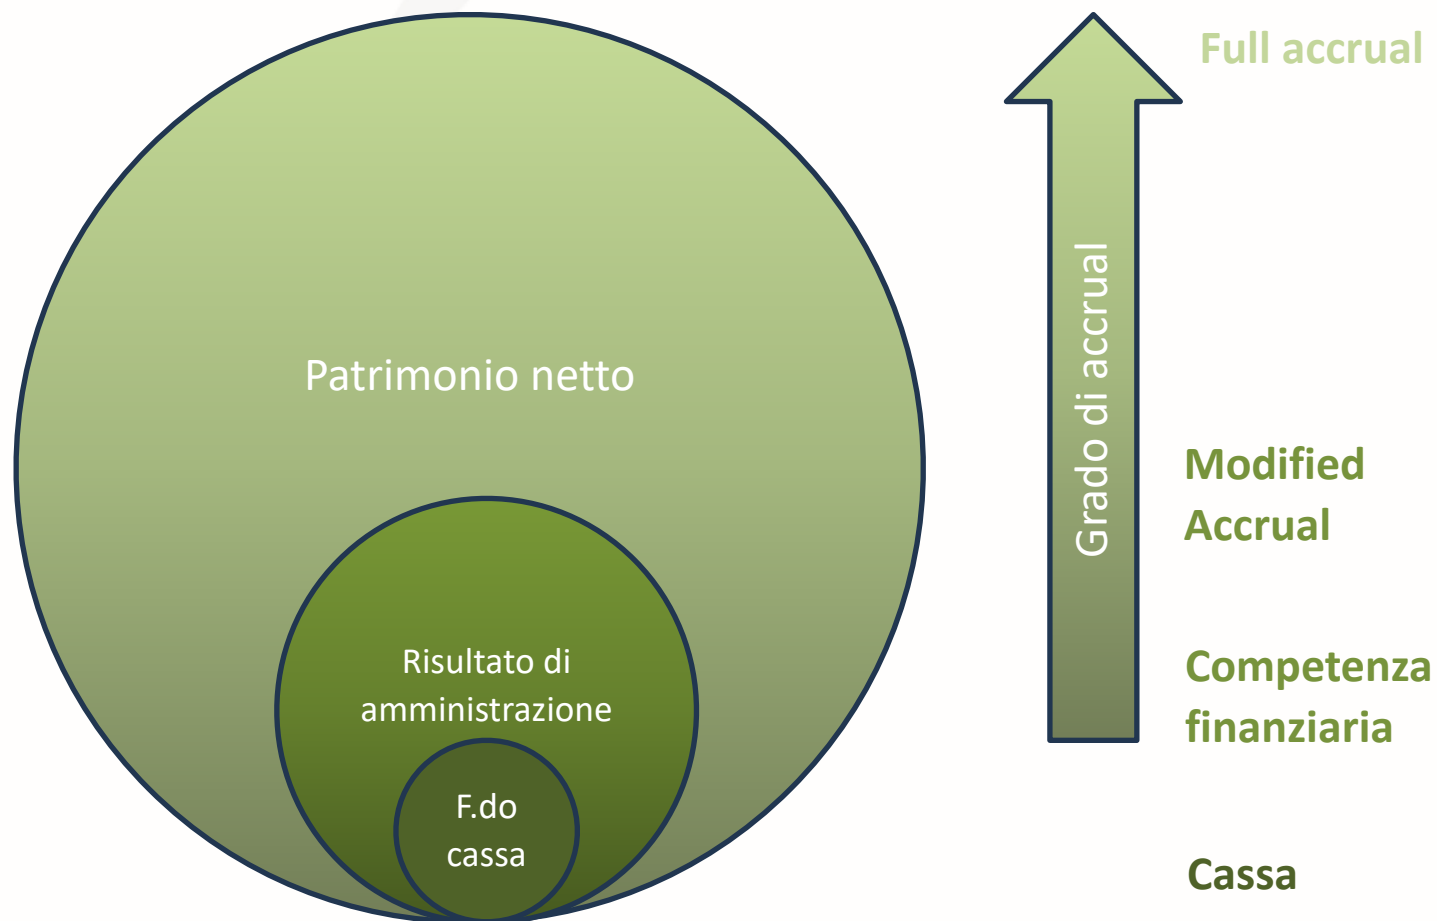 Full accrual
Patrimonio netto
Grado di accrual
Modified
Accrual
Risultato di
amministrazione
Competenza
finanziaria
F.do
cassa
Cassa